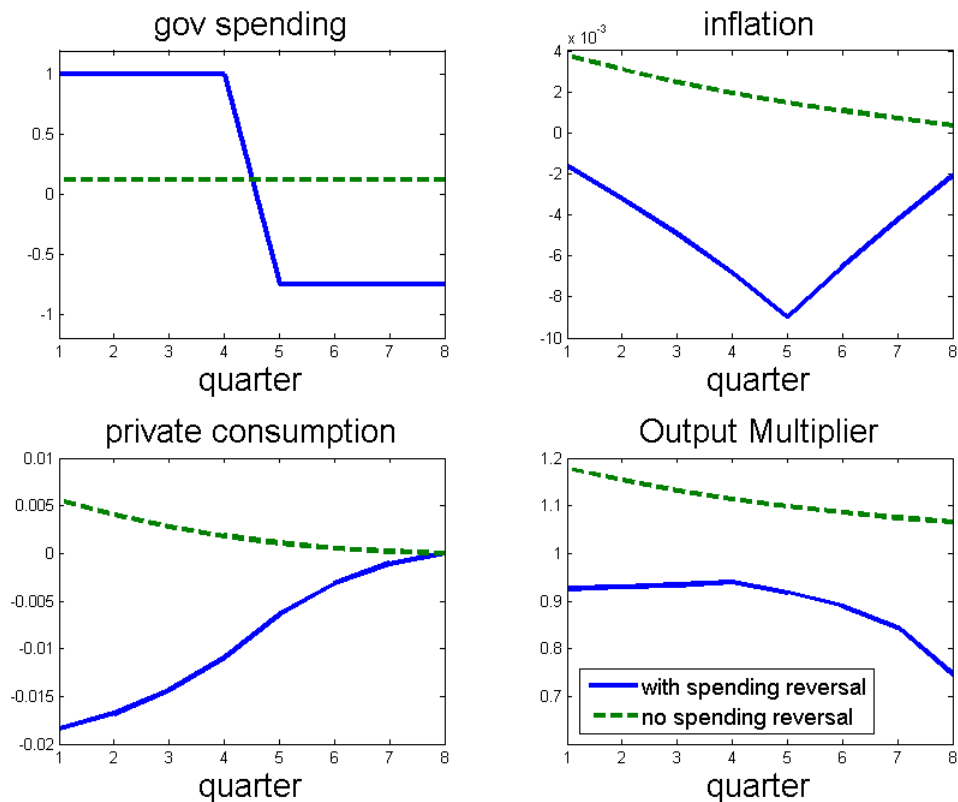 gov spending
1
0.5
0
-0.5
-1
1 2 3 4 5 6 7 8
quarter
inflation
x 10^-3
4
2
0
-2
-4
-6
-8
-10
1 2 3 4 5 6 7 8
quarter
private consumption
0.01
0.005
0
-0.005
-0.01
-0.015
-0.02
1 2 3 4 5 6 7 8
quarter
Output Multiplier
1.2
1.1
1
0.9
0.8
0.7
with spending reversal
no spending reversal
1 2 3 4 5 6 7 8
quarter